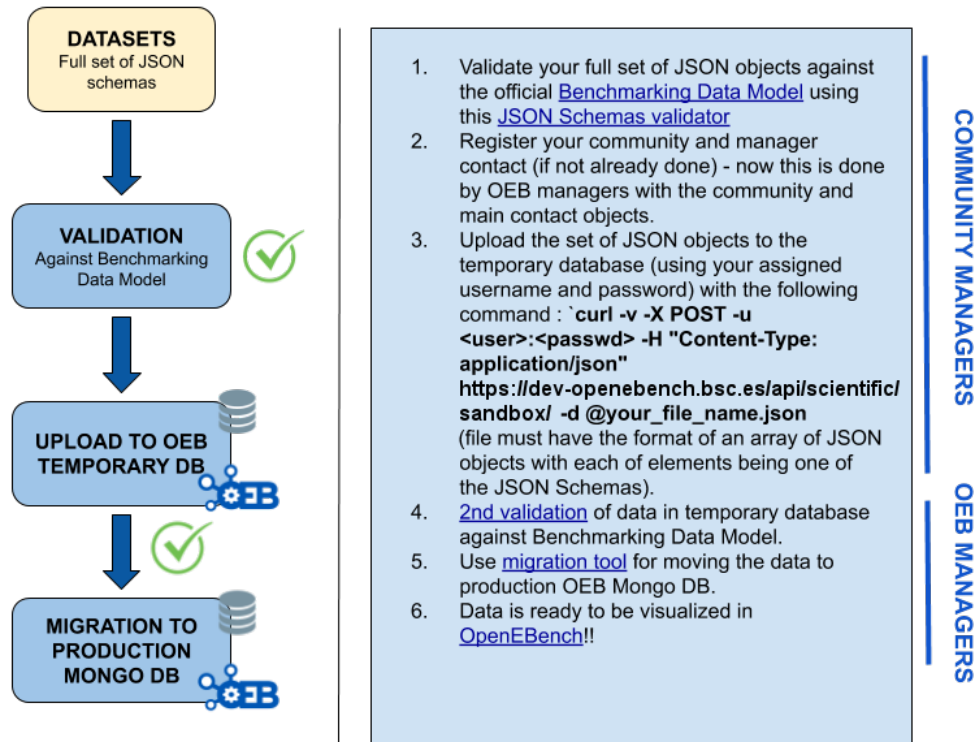 DATASETS
Full set of JSON
schemas
VALIDATION
Against Benchmarking
Data Model
UPLOAD TO OEB
TEMPORARY DB
OEB
MIGRATION TO
PRODUCTION
MONGO DB
OEB
1. Validate your full set of JSON objects against
the official Benchmarking Data Model using
this JSON Schemas validator
2. Register your community and manager
contact (if not already done) - now this is done
by OEB managers with the community and
main contact objects.
3. Upload the set of JSON objects to the
temporary database (using your assigned
username and password) with the following
command : `curl -v -X POST -u
<user>:<passwd> -H "Content-Type:
application/json"
https://dev-openebench.bsc.es/api/scientific/
sandbox/ -d @your_file_name.json
(file must have the format of an array of JSON
objects with each of elements being one of
the JSON Schemas).
4. 2nd validation of data in temporary database
against Benchmarking Data Model.
5. Use migration tool for moving the data to
production OEB Mongo DB.
6. Data is ready to be visualized in
OpenEBench!!
COMMUNITY MANAGERS
OEB MANAGERS